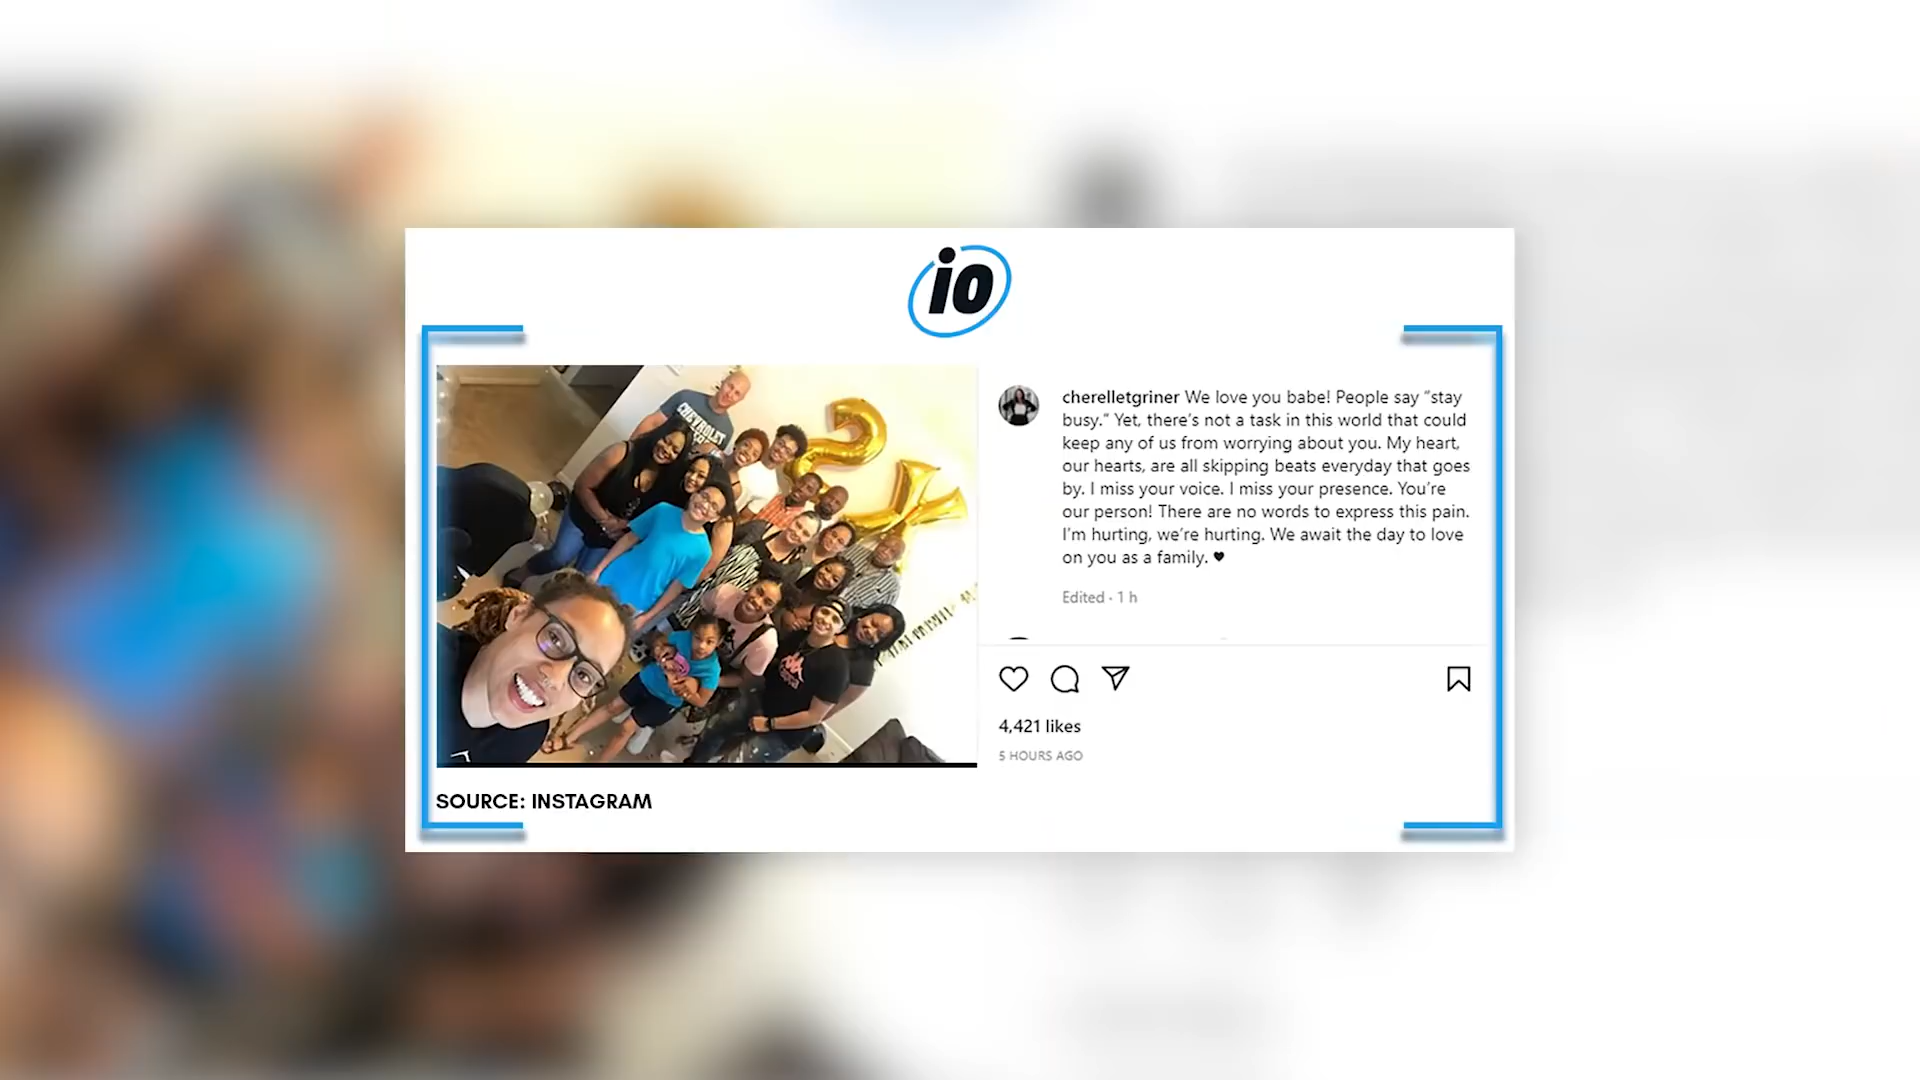 io
CHEVROLET
cherelletgriner We love you babe! People say “stay
busy.” Yet, there’s not a task in this world that could
keep any of us from worrying about you. My heart,
our hearts, are all skipping beats everyday that goes
by. I miss your voice. I miss your presence. You’re
our person! There are no words to express this pain.
I’m hurting, we’re hurting. We await the day to love
on you as a family. ♥
Edited · 1 h
4,421 likes
5 HOURS AGO
SOURCE: INSTAGRAM